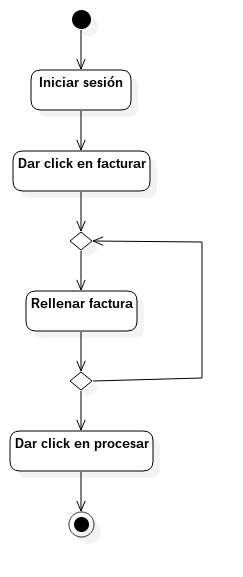 Iniciar sesión
Dar click en facturar
Rellenar factura
Dar click en procesar